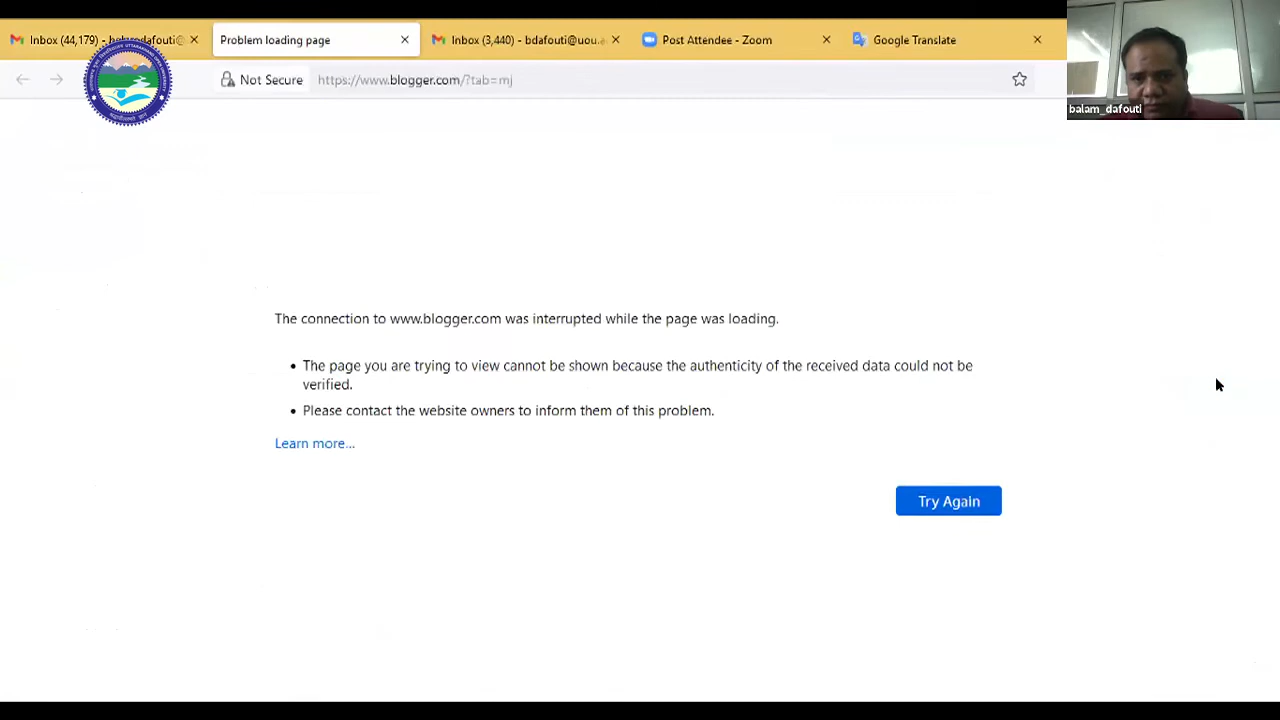 Inbox (44,179) -
Problem loading page
Inbox (3,440) - bdafouti@uou.a
Post Attendee - Zoom
Google Translate
Not Secure
https://www.blogger.com/?tab=mj
balam_dafouti
The connection to www.blogger.com was interrupted while the page was loading.
• The page you are trying to view cannot be shown because the authenticity of the received data could not be
verified.
• Please contact the website owners to inform them of this problem.
Learn more...
Try Again